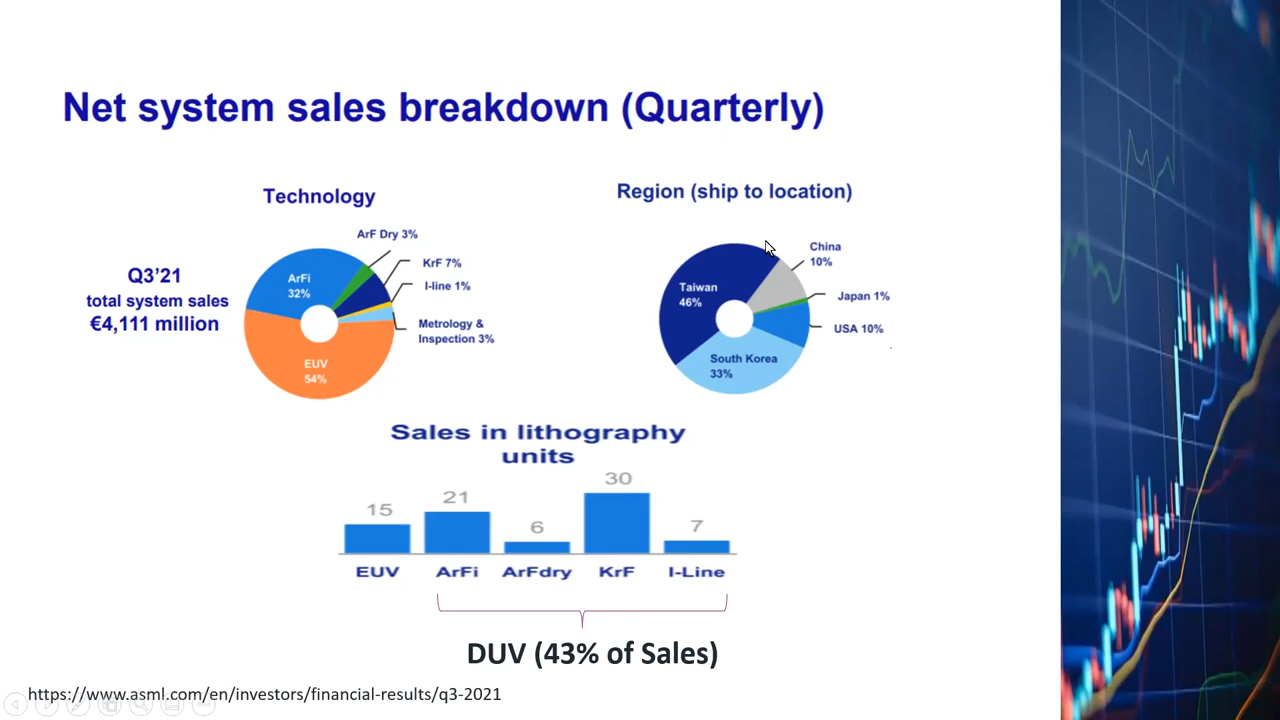 Net system sales breakdown (Quarterly)
Technology
Q3’21
total system sales
€4,111 million
ArF Dry 3%
KrF 7%
I-line 1%
Metrology &
Inspection 3%
ArFi
32%
EUV
54%
Region (ship to location)
China
10%
Japan 1%
USA 10%
Taiwan
46%
South Korea
33%
Sales in lithography
units
15
21
6
30
7
EUV
ArFi
ArFdry
KrF
I-Line
DUV (43% of Sales)
https://www.asml.com/en/investors/financial-results/q3-2021